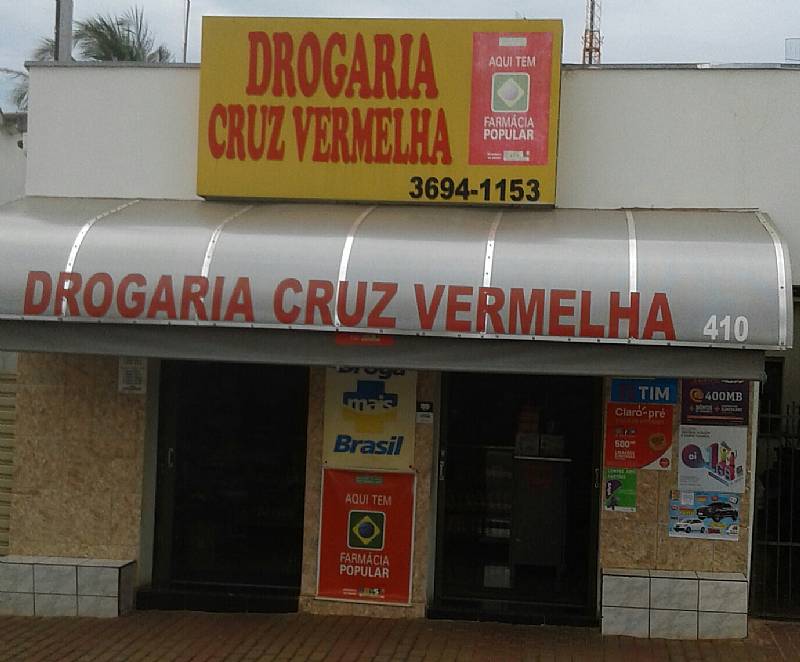 DROGARIA
CRUZ VERMELHA
AQUI TEM
FARMÁCIA
POPULAR
3694-1153
DROGARIA CRUZ VERMELHA 410
Droga
mais
Brasil
AQUI TEM
FARMÁCIA
POPULAR
TIM
Claro-pré
400MB
oi